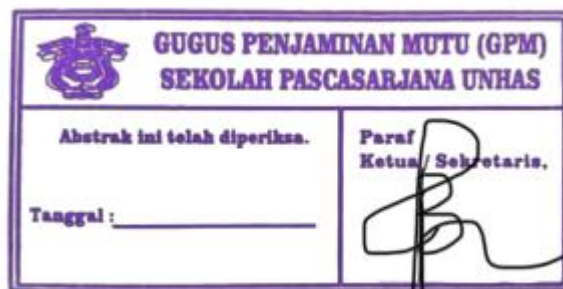 GUGUS PENJAMINAN MUTU (GPM)
SEKOLAH PASCASARJANA UNHAS
Abstrak ini telah diperiksa.
Tanggal :
Paraf
Ketua / Sekretaris,